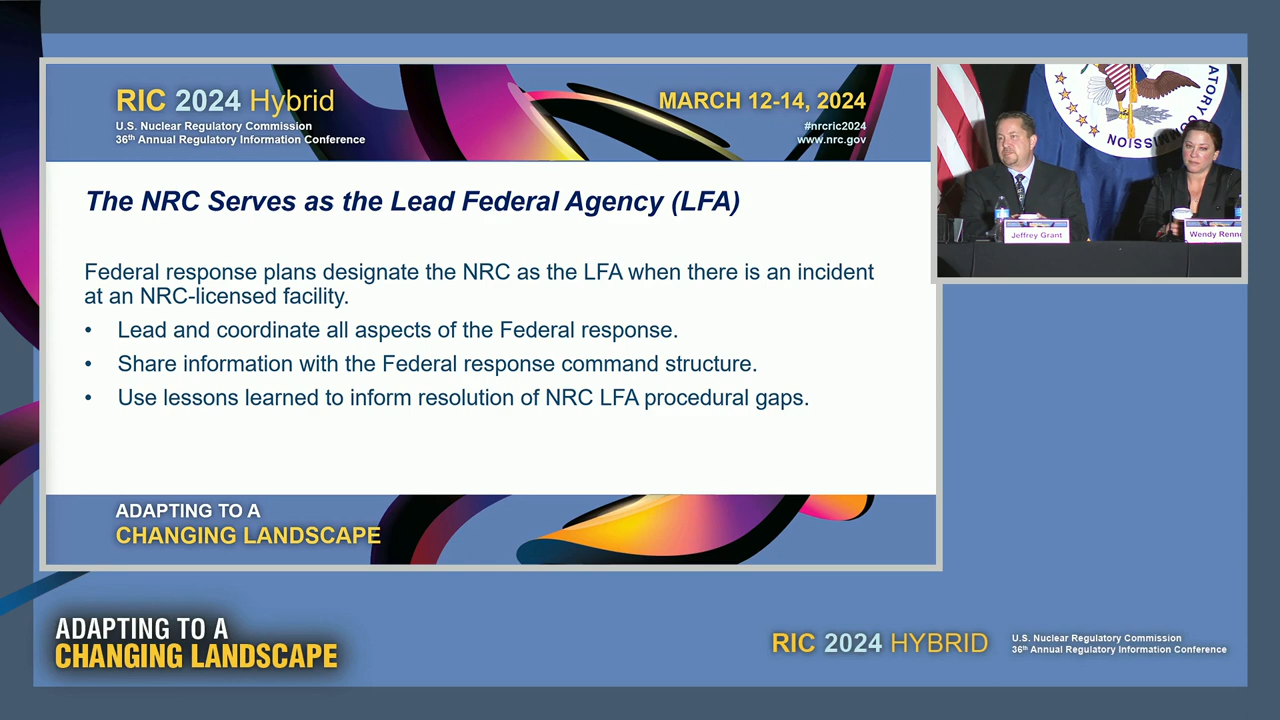 RIC 2024 Hybrid
U.S. Nuclear Regulatory Commission
36th Annual Regulatory Information Conference
MARCH 12-14, 2024
#nrcric2024
www.nrc.gov
The NRC Serves as the Lead Federal Agency (LFA)
Federal response plans designate the NRC as the LFA when there is an incident
at an NRC-licensed facility.
• Lead and coordinate all aspects of the Federal response.
• Share information with the Federal response command structure.
• Use lessons learned to inform resolution of NRC LFA procedural gaps.
ADAPTING TO A
CHANGING LANDSCAPE
Jeffrey Grant
Wendy
ADAPTING TO A
CHANGING LANDSCAPE
RIC 2024 HYBRID
U.S. Nuclear Regulatory Commission
36th Annual Regulatory Information Conference